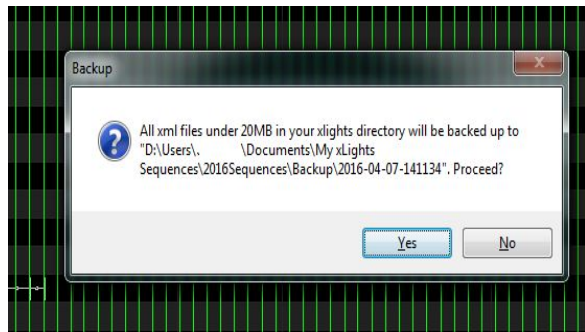 Backup
All xml files under 20MB in your xlights directory will be backed up to
"D:\Users\. \Documents\My xLights
Sequences\2016Sequences\Backup\2016-04-07-141134". Proceed?
Yes
No